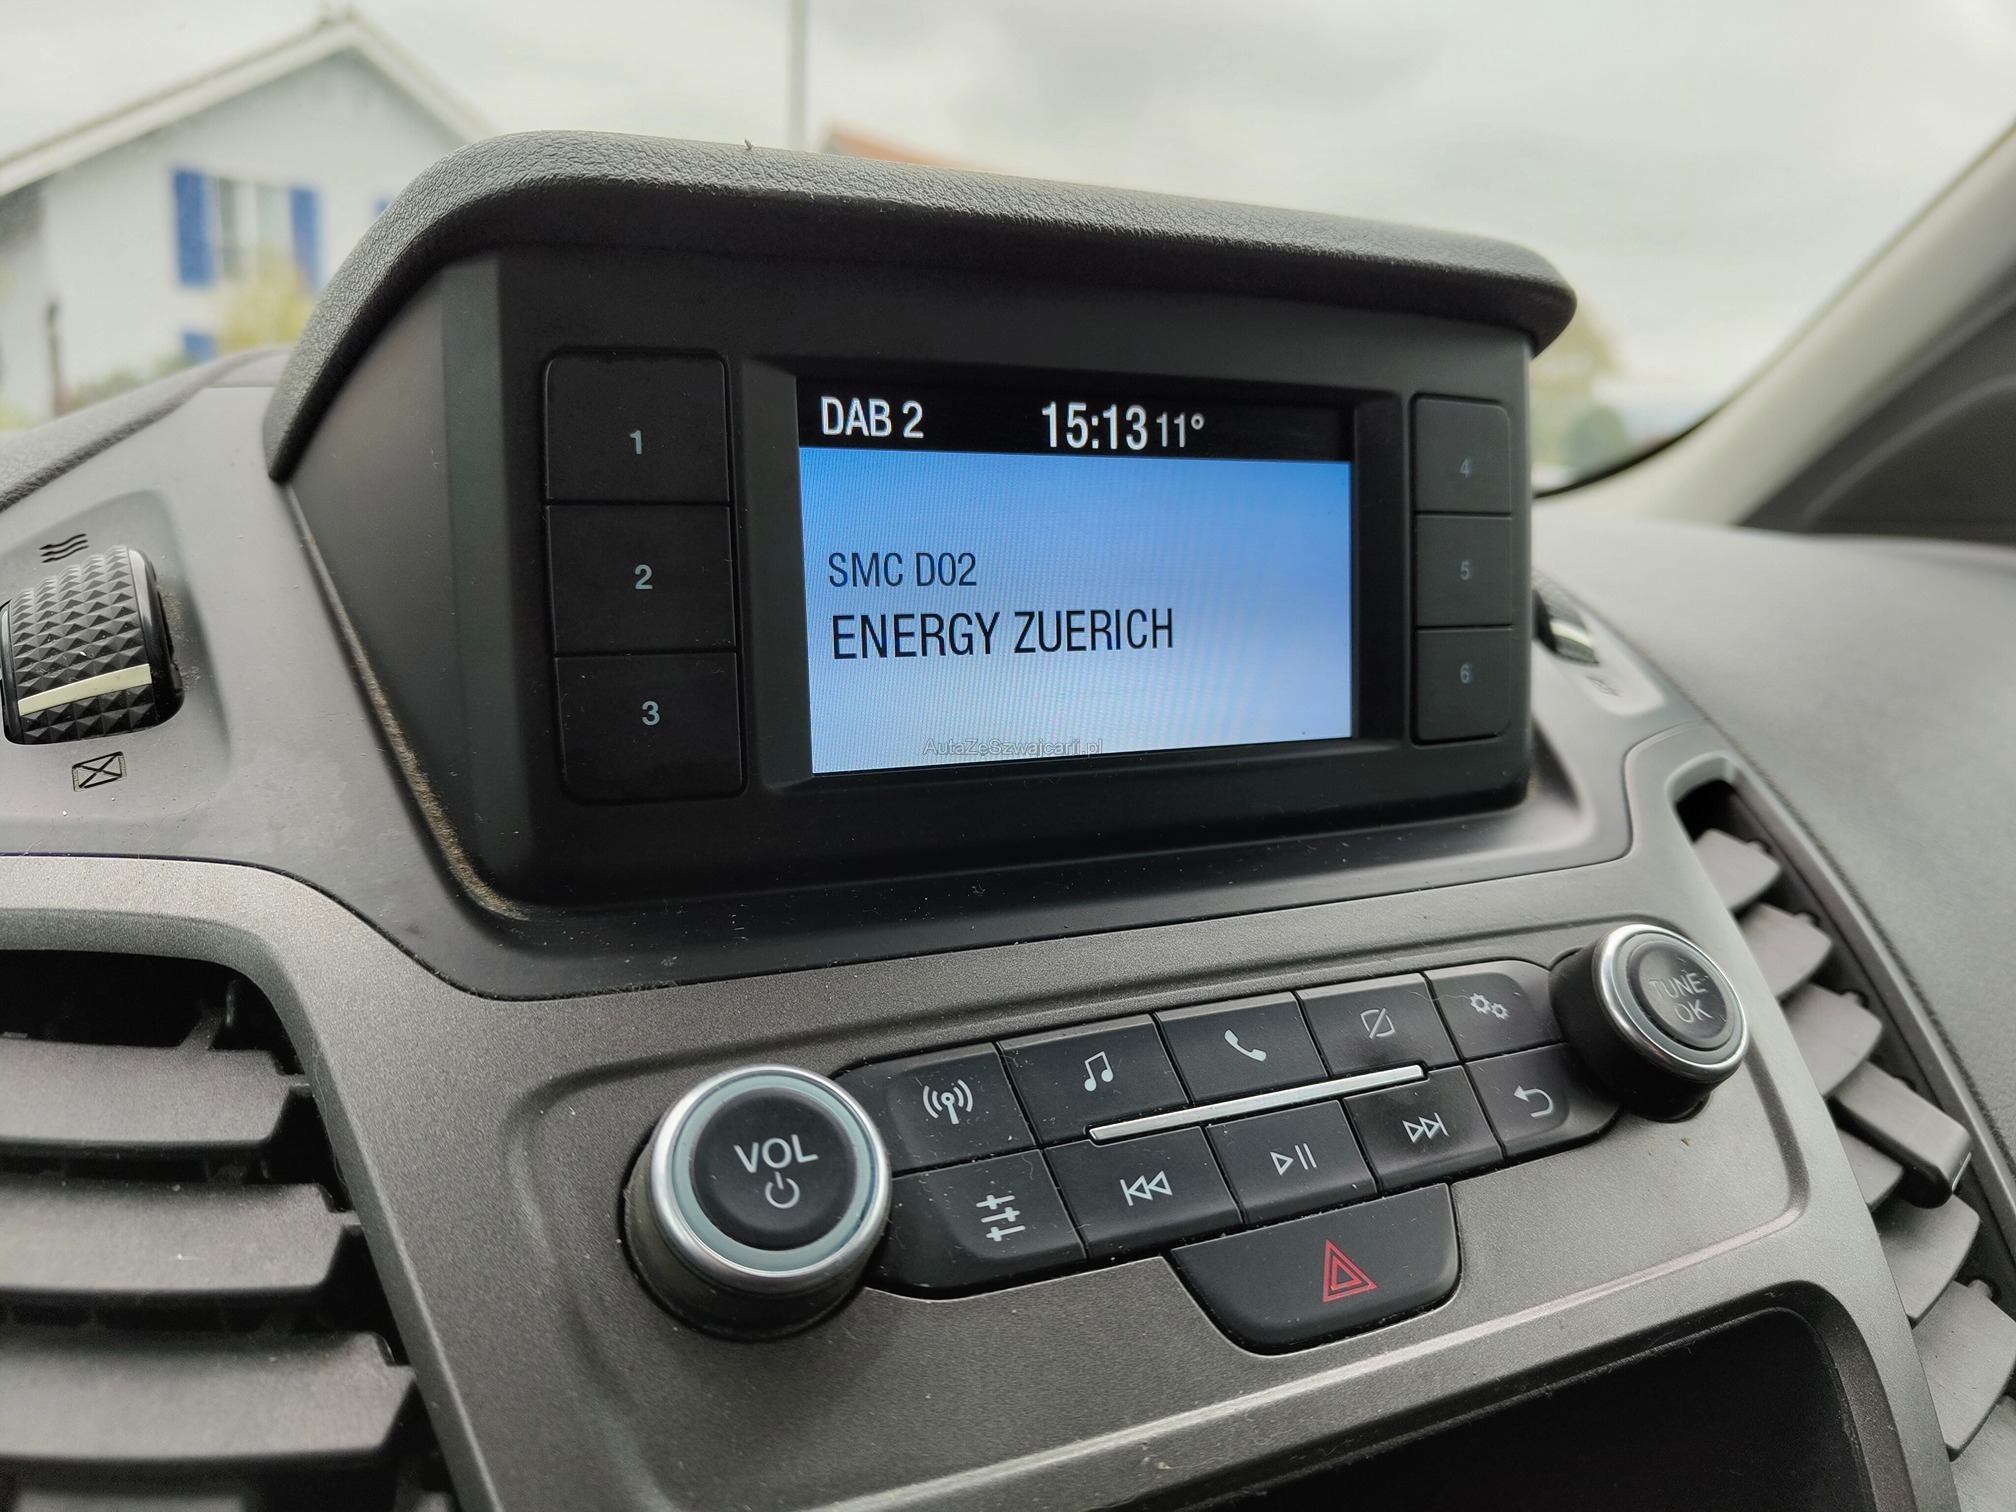 DAB 2 15:13 11°
SMC D02
ENERGY ZUERICH
AutaZeSzwajcarii.pl
1
2
3
4
5
6
VOL
TUNE
OK